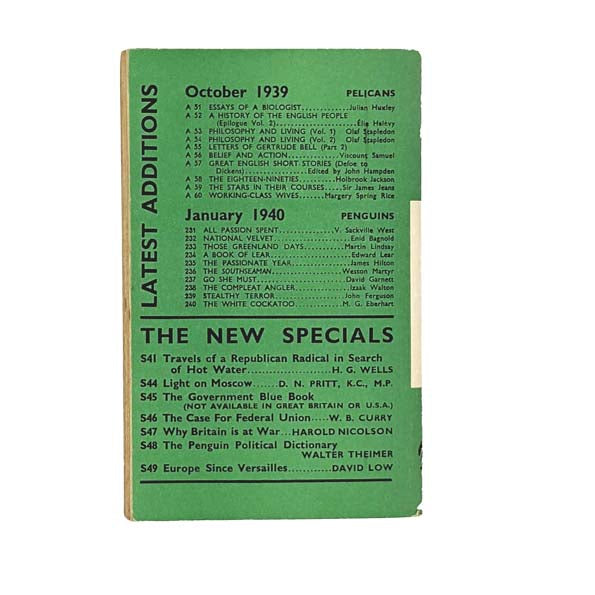 LATEST ADDITIONS
October 1939 PELICANS
A 51 ESSAYS OF A BIOLOGIST.............Julian Huxley
A 52 A HISTORY OF THE ENGLISH PEOPLE
(Epilogue Vol. 2)....................Élie Halévy
A 53 PHILOSOPHY AND LIVING (Vol. 1) Olaf Stapledon
A 54 PHILOSOPHY AND LIVING (Vol. 2) Olaf Stapledon
A 55 LETTERS OF GERTRUDE BELL (Part 2)
A 56 BELIEF AND ACTION.............Viscount Samuel
A 57 GREAT ENGLISH SHORT STORIES (Defoe to
Dickens)................Edited by John Hampden
A 58 THE EIGHTEEN-NINETIES........Holbrook Jackson
A 59 THE STARS IN THEIR COURSES.....Sir James Jeans
A 60 WORKING-CLASS WIVES.......Margery Spring Rice
January 1940 PENGUINS
231 ALL PASSION SPENT.............V. Sackville West
232 NATIONAL VELVET................Enid Bagnold
233 THOSE GREENLAND DAYS..........Martin Lindsay
234 A BOOK OF LEAR....................Edward Lear
235 THE PASSIONATE YEAR..............James Hilton
236 THE SOUTHSEAMAN.............Weston Martyr
237 GO SHE MUST.....................David Garnett
238 THE COMPLEAT ANGLER............Izaak Walton
239 STEALTHY TERROR................John Ferguson
240 THE WHITE COCKATOO..........M. G. Eberhart
THE NEW SPECIALS
S41 Travels of a Republican Radical in Search
of Hot Water...................H. G. WELLS
S44 Light on Moscow......D. N. PRITT, K.C., M.P.
S45 The Government Blue Book
(NOT AVAILABLE IN GREAT BRITAIN OR U.S.A.)
S46 The Case For Federal Union.....W. B. CURRY
S47 Why Britain is at War...HAROLD NICOLSON
S48 The Penguin Political Dictionary
WALTER THEIMER
S49 Europe Since Versailles............DAVID LOW